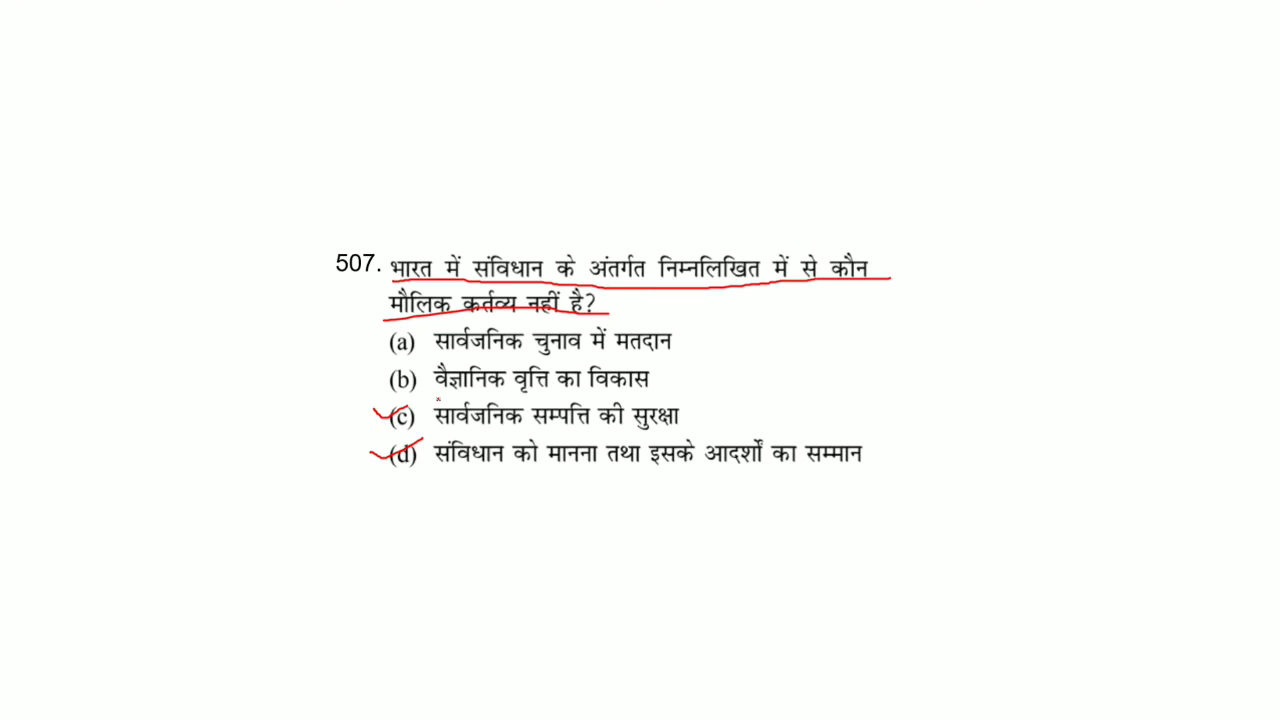 507. भारत में संविधान के अंतर्गत निम्नलिखित में से कौन
मौलिक कर्तव्य नहीं है?
(a) सार्वजनिक चुनाव में मतदान
(b) वैज्ञानिक वृत्ति का विकास
(c) सार्वजनिक सम्पत्ति की सुरक्षा
(d) संविधान को मानना तथा इसके आदर्शों का सम्मान